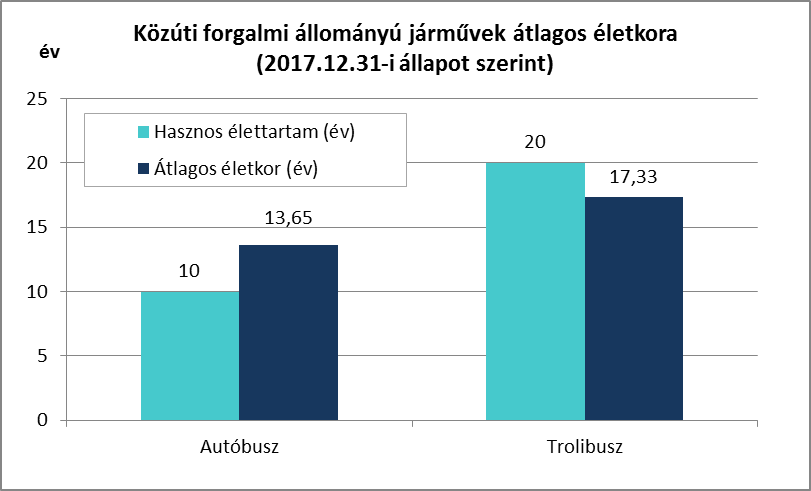 Közúti forgalmi állományú járművek átlagos életkora
(2017.12.31-i állapot szerint)
év
25
20
15
10
5
0
Hasznos élettartam (év)
Átlagos életkor (év)
10
13,65
20
17,33
Autóbusz
Trolibusz